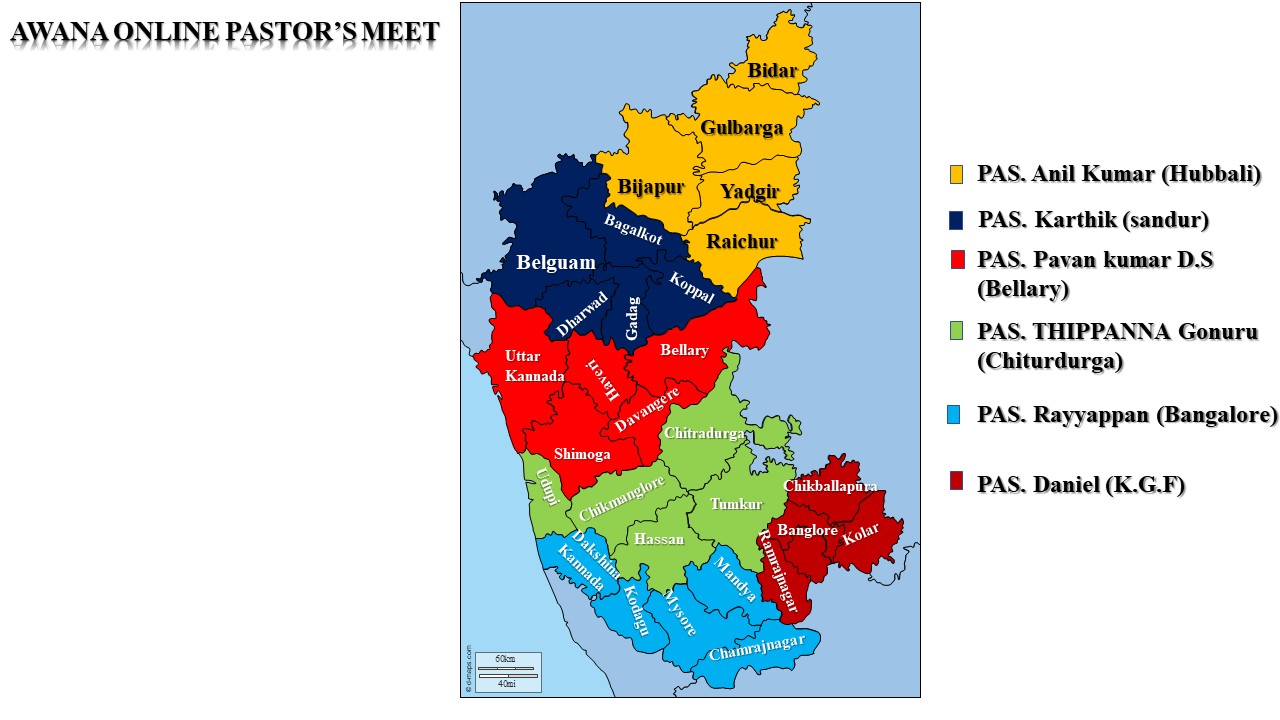 AWANA ONLINE PASTOR’S MEET
Bidar
Gulbarga
Bijapur
Yadgir
Raichur
Bagalkot
Belguam
Koppal
Dharwad
Gadag
Uttar
Kannada
Haveri
Bellary
Davangere
Shimoga
Chitradurga
Udupi
Chikmanglore
Tumkur
Hassan
Chikballapura
Banglore
Kolar
Ramrajnagar
Dakshina
Kannada
Kodagu
Mysore
Mandya
Chamrajnagar
60km
40mi
© d-maps.com
PAS. Anil Kumar (Hubbali)
PAS. Karthik (sandur)
PAS. Pavan kumar D.S
(Bellary)
PAS. THIPPANNA Gonuru
(Chiturdurga)
PAS. Rayyappan (Bangalore)
PAS. Daniel (K.G.F)